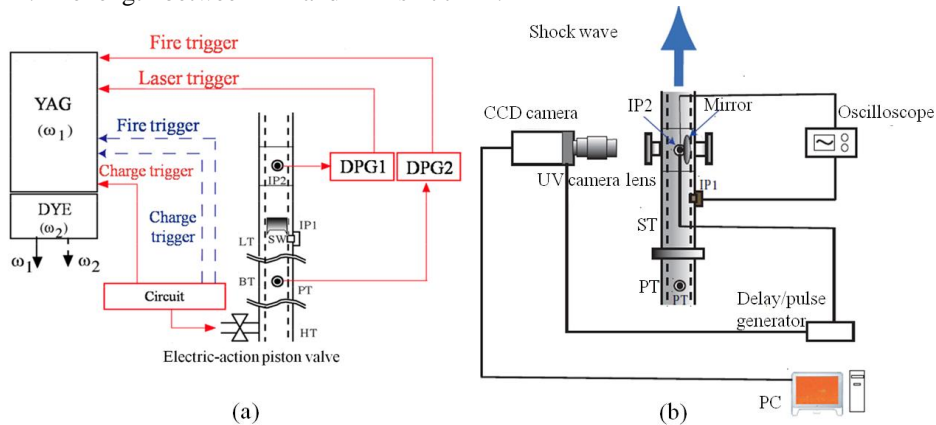 Fire trigger
Laser trigger
YAG
(ω1)
Fire trigger
Charge trigger
DPG1
DPG2
IP2
DYE
(ω2)
Charge
trigger
IP1
SW
LT
ω1
ω2
BT
PT
Circuit
HT
Electric-action piston valve
(a)
Shock wave
IP2
Mirror
CCD camera
Oscilloscope
UV camera lens
IP1
ST
PT
PT
Delay/pulse
generator
PC
(b)